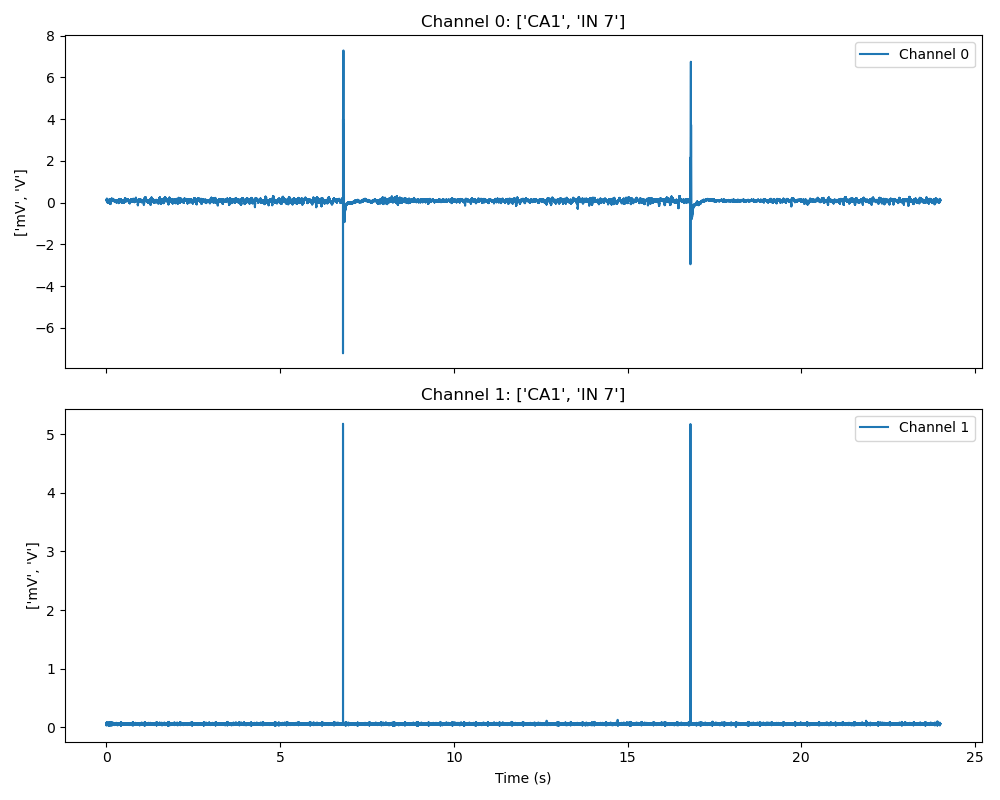 Channel 0: ['CA1', 'IN 7']
Channel 0
['mV', 'V']
8
6
4
2
0
−2
−4
−6
Channel 1: ['CA1', 'IN 7']
Channel 1
['mV', 'V']
5
4
3
2
1
0
0 5 10 15 20 25
Time (s)